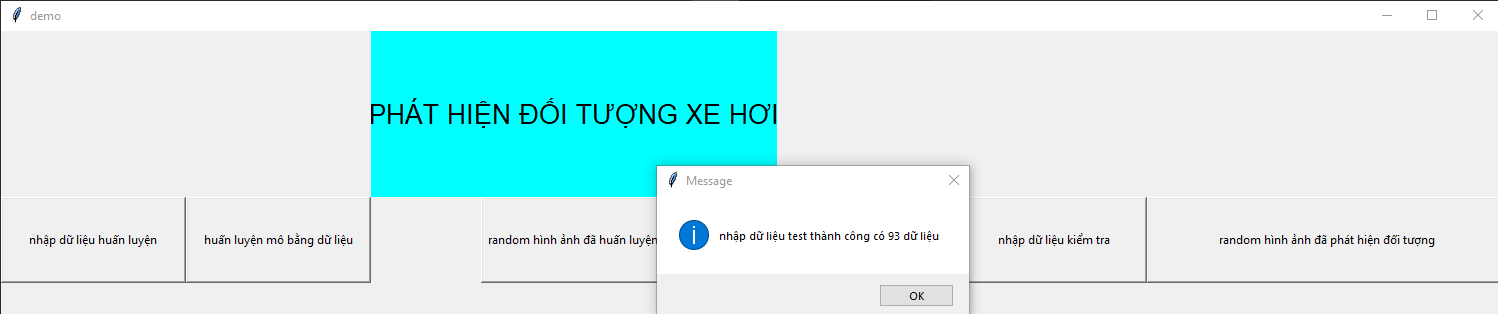 demo
PHÁT HIỆN ĐỐI TƯỢNG XE HƠI
Message
nhập dữ liệu test thành công có 93 dữ liệu
OK
nhập dữ liệu huấn luyện
huấn luyện mô bằng dữ liệu
random hình ảnh đã huấn luyện
nhập dữ liệu kiểm tra
random hình ảnh đã phát hiện đối tượng